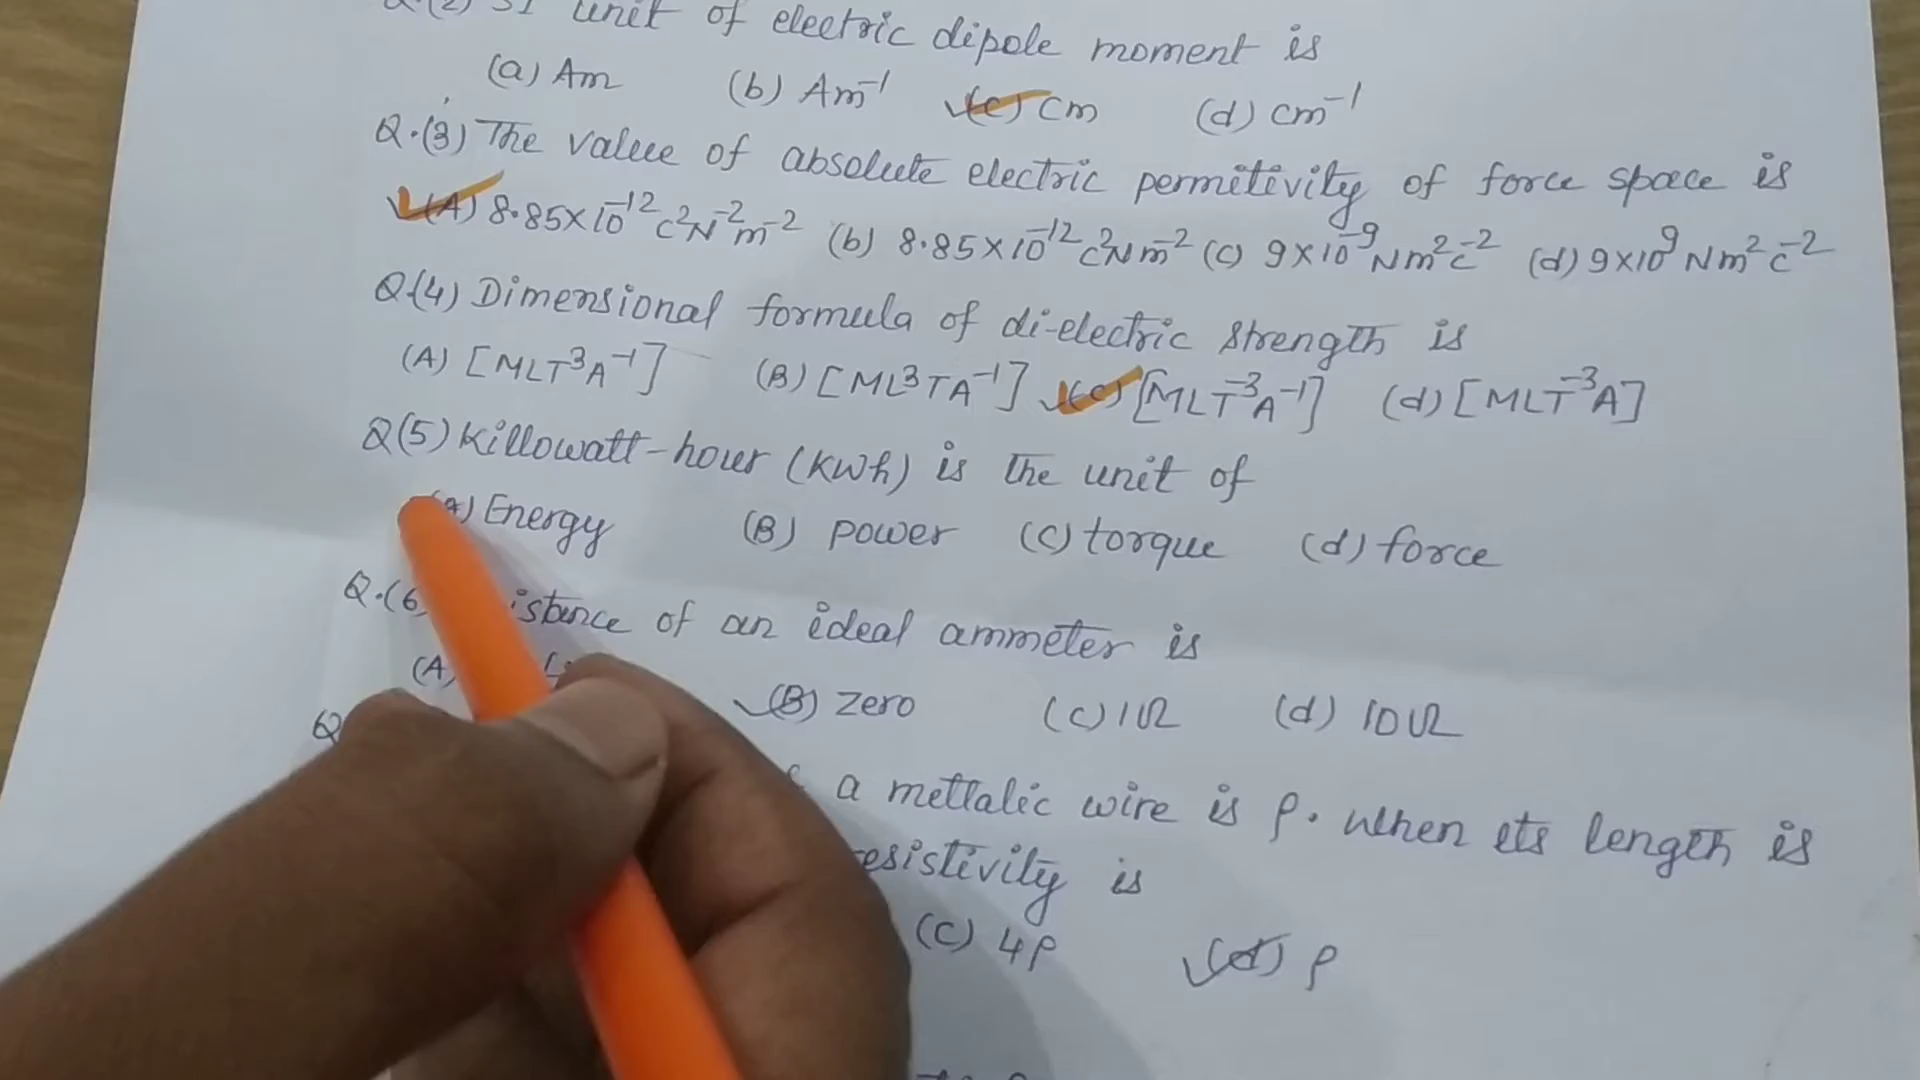 Q.(2) SI unit of electric dipole moment is
(a) Am (b) Am⁻¹ (c) Cm (d) Cm⁻¹
Q.(3) The value of absolute electric permitivity of force space is
(A) 8.85×10⁻¹² C²N⁻²m⁻² (b) 8.85×10⁻¹² C²Nm⁻² (c) 9×10⁻⁹ Nm²C⁻² (d) 9×10⁹ Nm²C⁻²
Q.(4) Dimensional formula of di-electric strength is
(A) [MLT³A⁻¹] (B) [ML³TA⁻¹] (c) [MLT⁻³A⁻¹] (d) [MLT⁻³A]
Q(5) Killowatt-hour (KWh) is the unit of
(A) Energy (B) power (C) torque (d) force
Q.(6) istance of an ideal ammeter is
(A) (B) zero (C) 1Ω (d) 10Ω
Q a mettalic wire is ρ. when its length is
resistivity is
(C) 4ρ (d) ρ